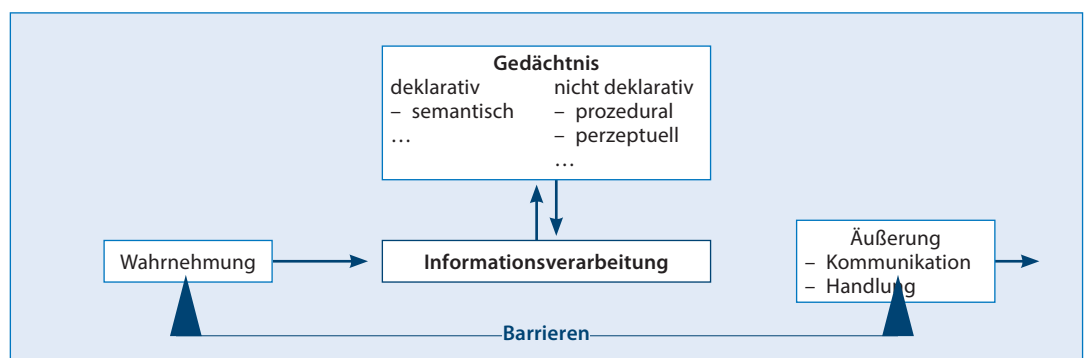 Gedächtnis
deklarativ
– semantisch
…
nicht deklarativ
– prozedural
– perzeptuell
…
Wahrnehmung
Informationsverarbeitung
Äußerung
– Kommunikation
– Handlung
Barrieren